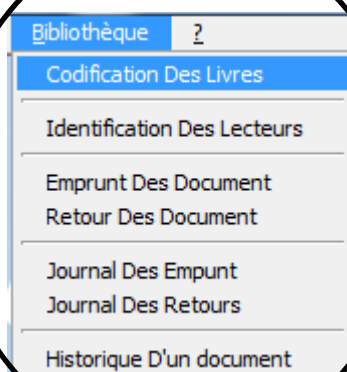 Bibliothèque ?
Codification Des Livres
Identification Des Lecteurs
Emprunt Des Document
Retour Des Document
Journal Des Empunt
Journal Des Retours
Historique D'un document